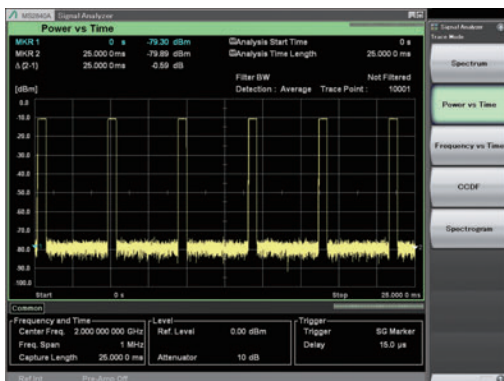 MS2840A Signal Analyzer
Power vs Time
MKR 1 0 s -79.30 dBm Analysis Start Time 0 s
MKR 2 25.000 0 ms -79.89 dBm Analysis Time Length 25.000 0 ms
Δ (2-1) 25.000 0 ms -0.59 dB
Filter BW Not Filtered
[dBm] Detection : Average Trace Point : 10001
0.0
-10.0
-20.0
-30.0
-40.0
-50.0
-60.0
-70.0
-80.0
-90.0
-100.0
2
Start 0 s Stop 25.000 0 ms
Common
Frequency and Time
Center Freq. 2.000 000 000 GHz
Freq. Span 1 MHz
Capture Length 25.000 0 ms
Level
Ref. Level 0.00 dBm
Attenuator 10 dB
Trigger
Trigger SG Marker
Delay 15.0 µs
Ref.Int Pre-Amp Off
Signal Analyzer
Trace Mode
Spectrum
Power vs Time
Frequency vs Time
CCDF
Spectrogram